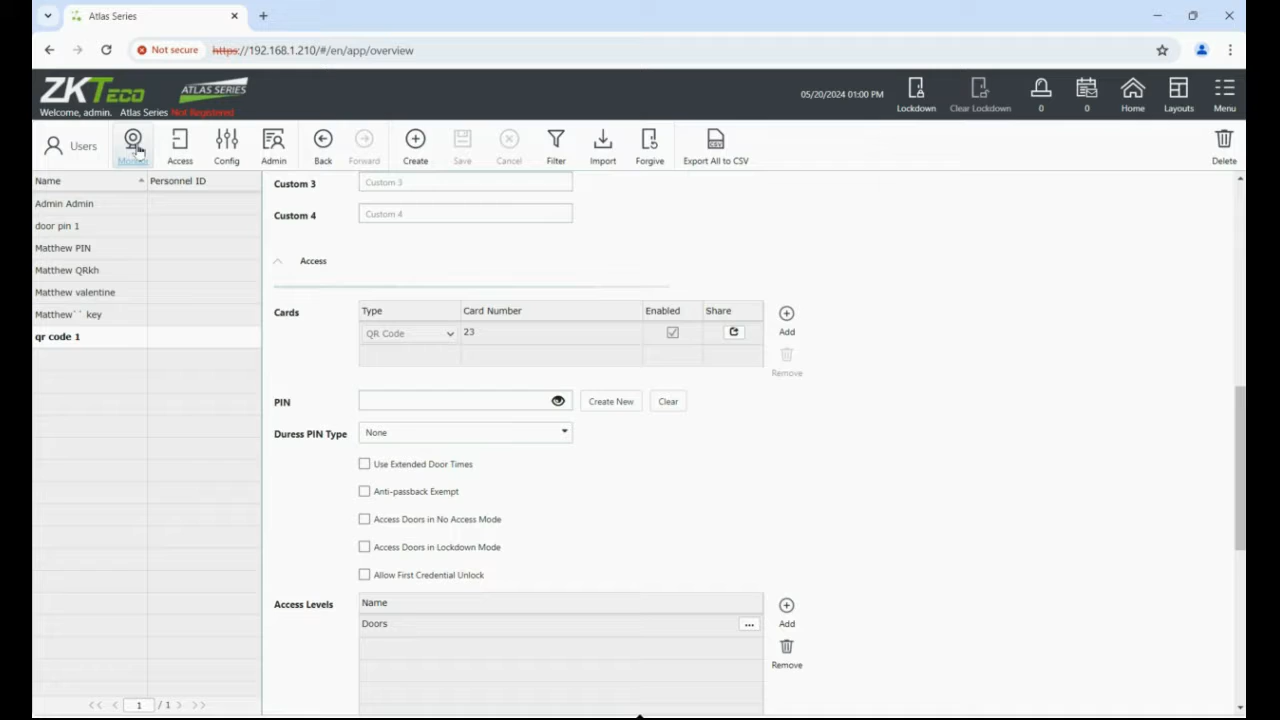 Atlas Series
Not secure
https://192.168.1.210/#/en/app/overview
ZKTeco
ATLAS SERIES
Welcome, admin. Atlas Series Not Registered
05/20/2024 01:00 PM
Lockdown
Clear Lockdown
0
0
Home
Layouts
Menu
Users
Monitor
Access
Config
Admin
Back
Forward
Create
Save
Cancel
Filter
Import
Forgive
CSV
Export All to CSV
Delete
Name
Personnel ID
Admin Admin
door pin 1
Matthew PIN
Matthew QRkh
Matthew valentine
Matthew`` key
qr code 1
<< < 1 / 1 > >>
Custom 3
Custom 3
Custom 4
Custom 4
Access
Cards
Type
Card Number
Enabled
Share
QR Code
23
Add
Remove
PIN
Create New
Clear
Duress PIN Type
None
Use Extended Door Times
Anti-passback Exempt
Access Doors in No Access Mode
Access Doors in Lockdown Mode
Allow First Credential Unlock
Access Levels
Name
Doors
...
Add
Remove